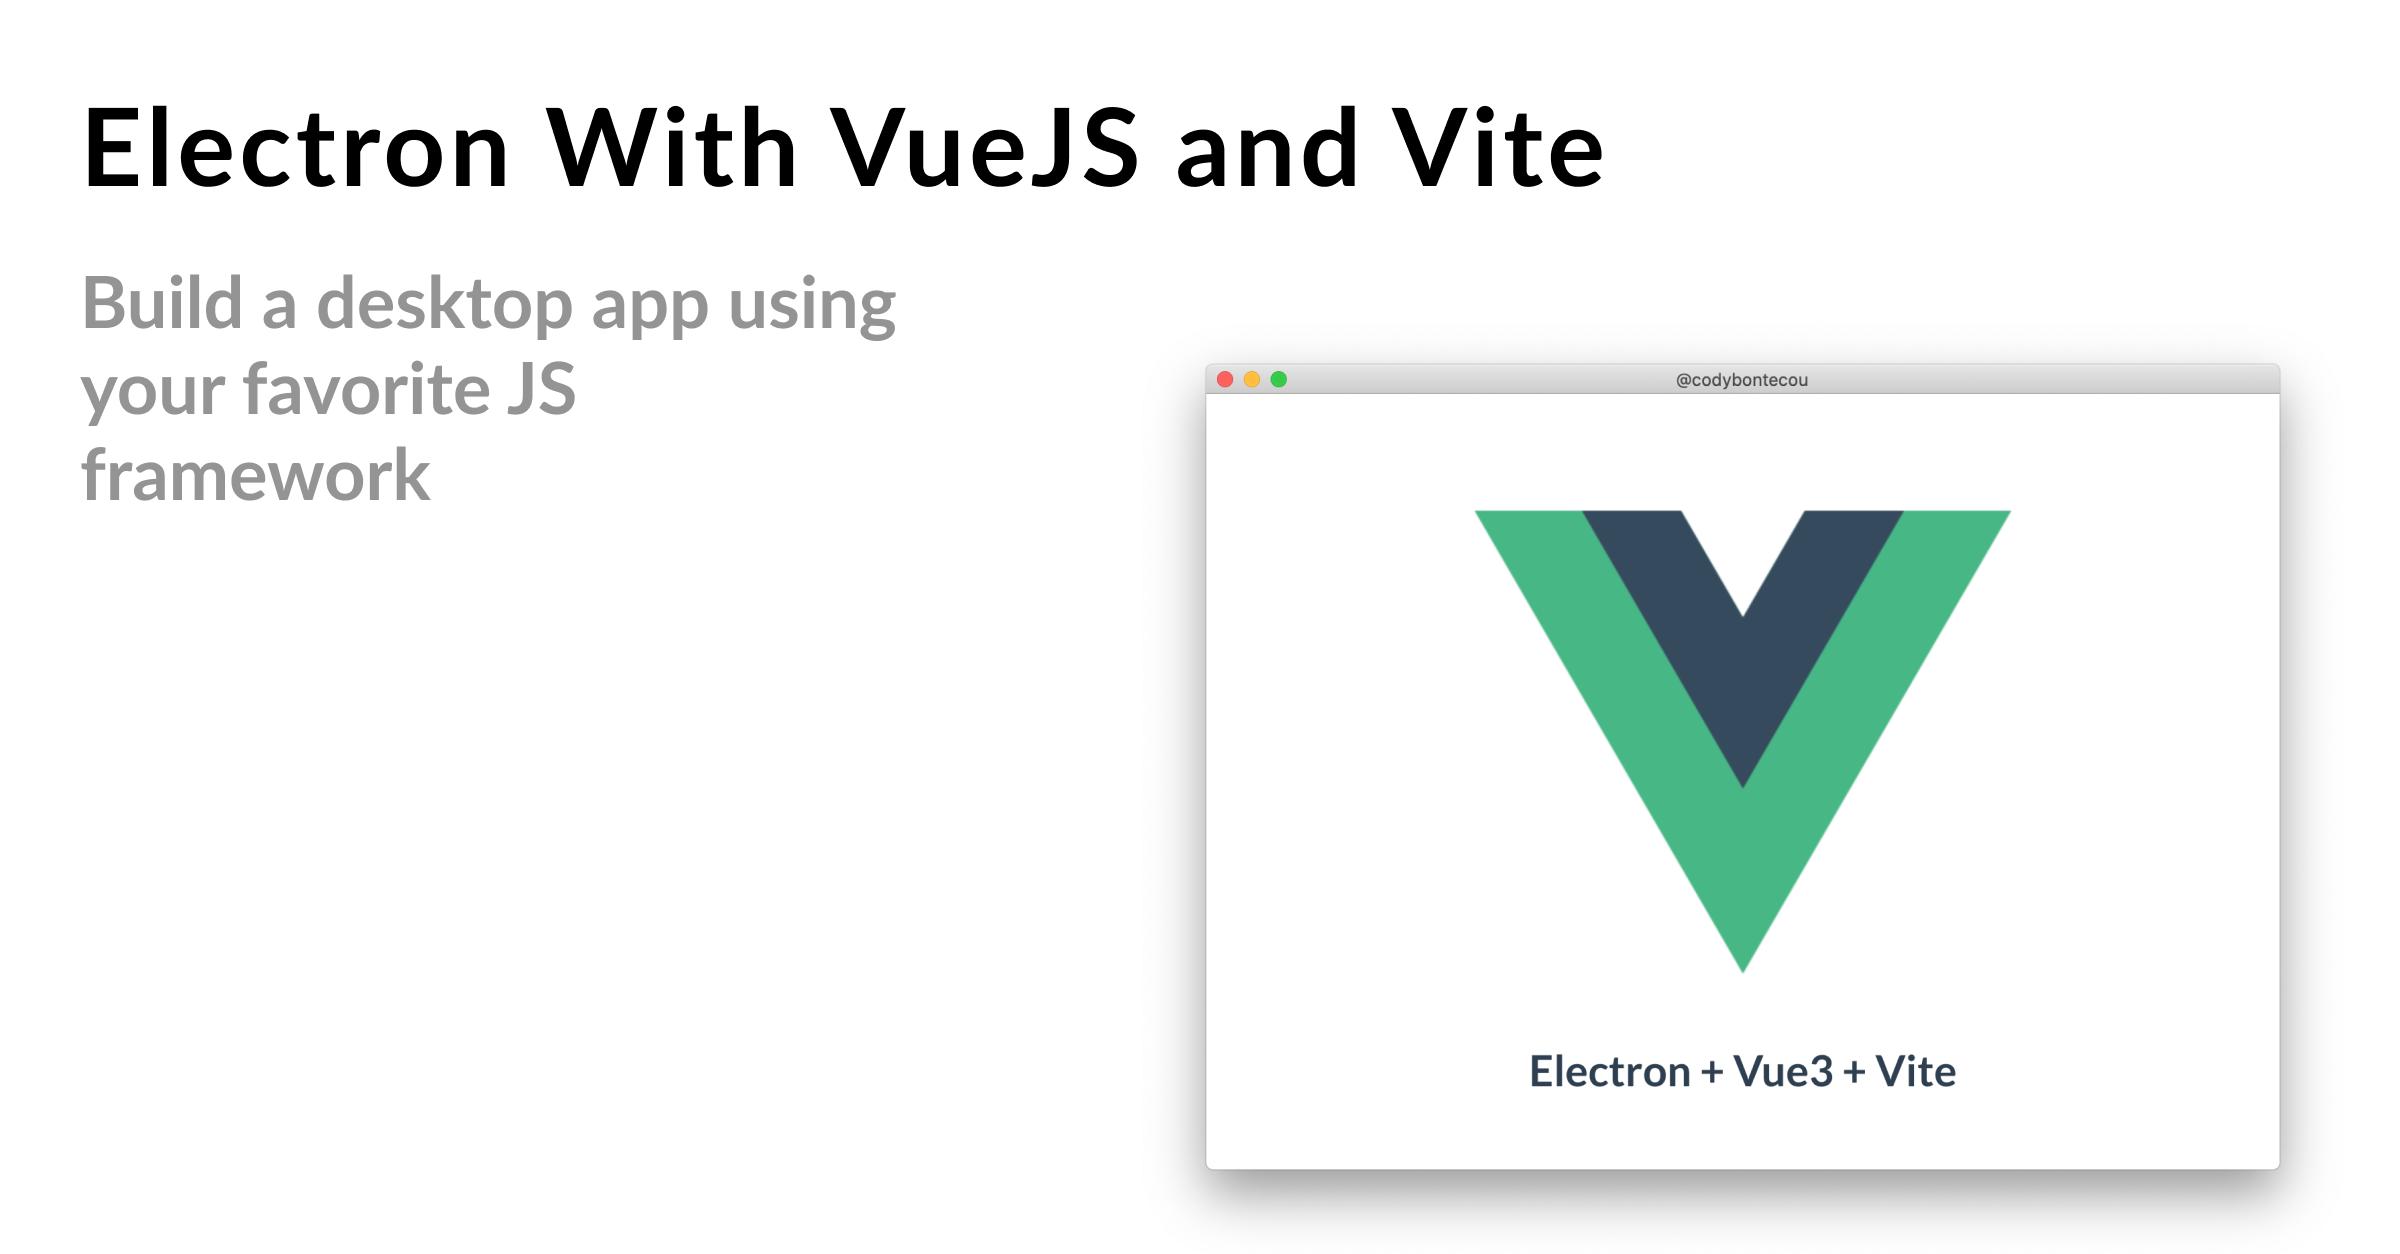 Electron With VueJS and Vite
Build a desktop app using
your favorite JS
framework
@codybontecou
Electron + Vue3 + Vite